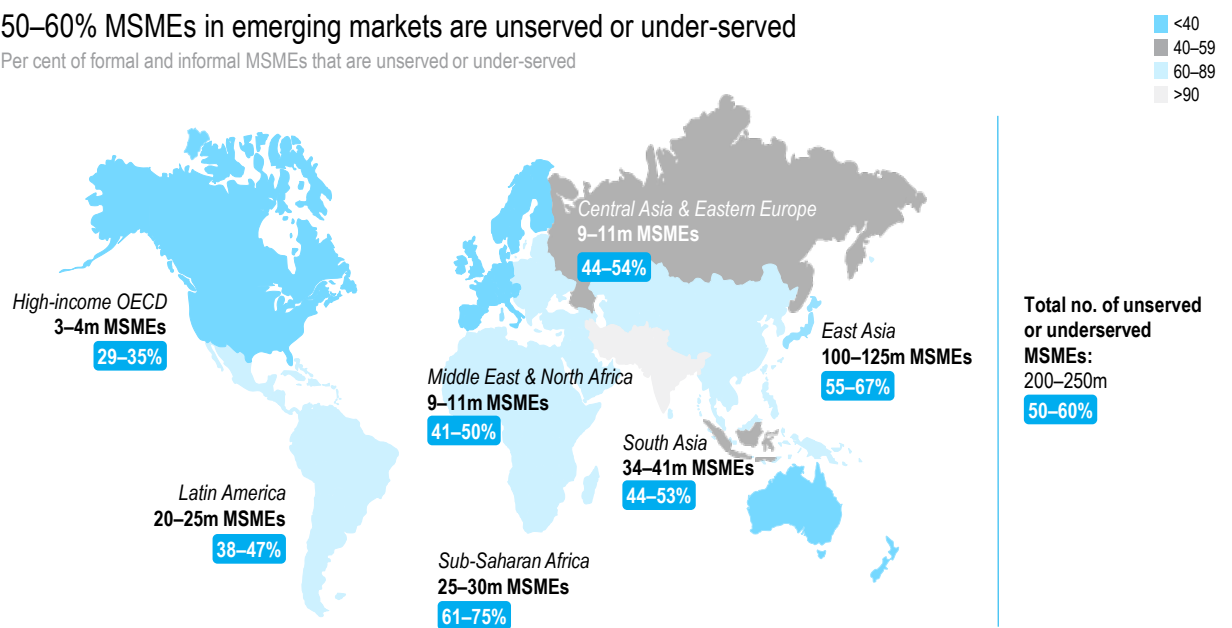 50–60% MSMEs in emerging markets are unserved or under-served
Per cent of formal and informal MSMEs that are unserved or under-served
<40
40–59
60–89
>90
Central Asia & Eastern Europe
9–11m MSMEs
44–54%
High-income OECD
3–4m MSMEs
29–35%
East Asia
100–125m MSMEs
55–67%
Middle East & North Africa
9–11m MSMEs
41–50%
South Asia
34–41m MSMEs
44–53%
Latin America
20–25m MSMEs
38–47%
Sub-Saharan Africa
25–30m MSMEs
61–75%
Total no. of unserved
or underserved
MSMEs:
200–250m
50–60%